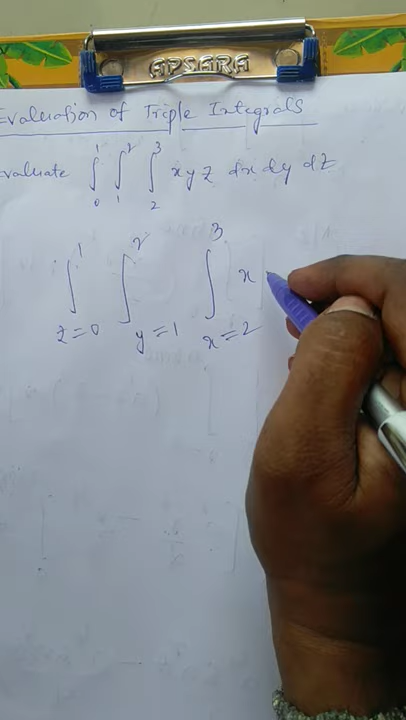 APSARA
Evaluation of Triple Integrals
Evaluate ∫₀¹ ∫₁² ∫₂³ xyz dx dy dz
∫_{z=0}^{1} ∫_{y=1}^{2} ∫_{x=2}^{3} x